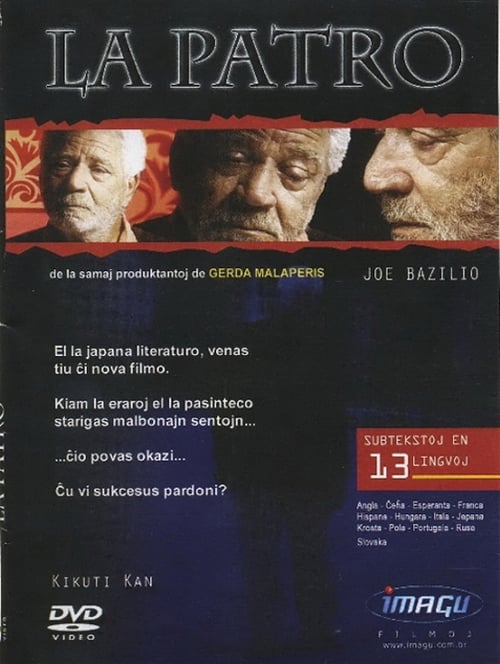 LA PATRO
de la samaj produktantoj de GERDA MALAPERIS
JOE BAZILIO
El la japana literaturo, venas
tiu ĉi nova filmo.
Kiam la eraroj el la pasinteco
starigas malbonajn sentojn...
...ĉio povas okazi...
Ĉu vi sukcesus pardoni?
SUBTEKSTOJ EN
13 LINGVOJ
Angla - Ĉeĥa - Esperanta - Franca
Hispana - Hungara - Itala - Japana
Kroata - Pola - Portugala - Rusa
Slovaka
KIKUTI KAN
DVD
VIDEO
imagu
FILMOJ
www.imagu.com.br
LA PATRO